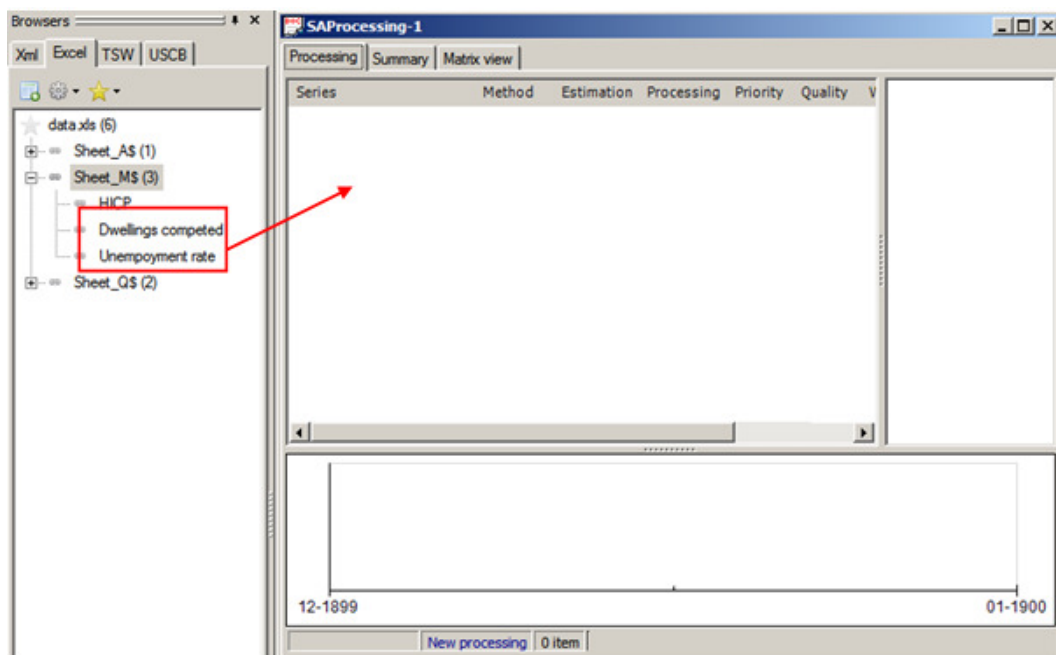 Browsers
Xml Excel TSW USCB
data.xls (6)
Sheet_A$ (1)
Sheet_M$ (3)
HICP
Dwellings competed
Unempoyment rate
Sheet_Q$ (2)
SAProcessing-1
Processing Summary Matrix view
Series Method Estimation Processing Priority Quality
12-1899 01-1900
New processing 0 item